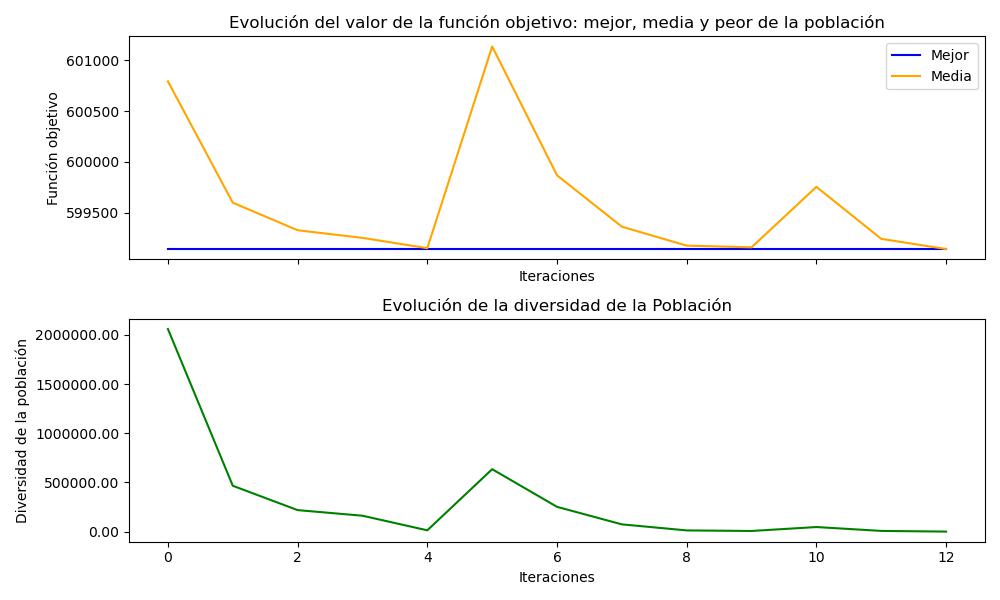 Evolución del valor de la función objetivo: mejor, media y peor de la población
Función objetivo
601000
600500
600000
599500
Mejor
Media
Iteraciones
Evolución de la diversidad de la Población
Diversidad de la población
2000000.00
1500000.00
1000000.00
500000.00
0.00
0 2 4 6 8 10 12
Iteraciones